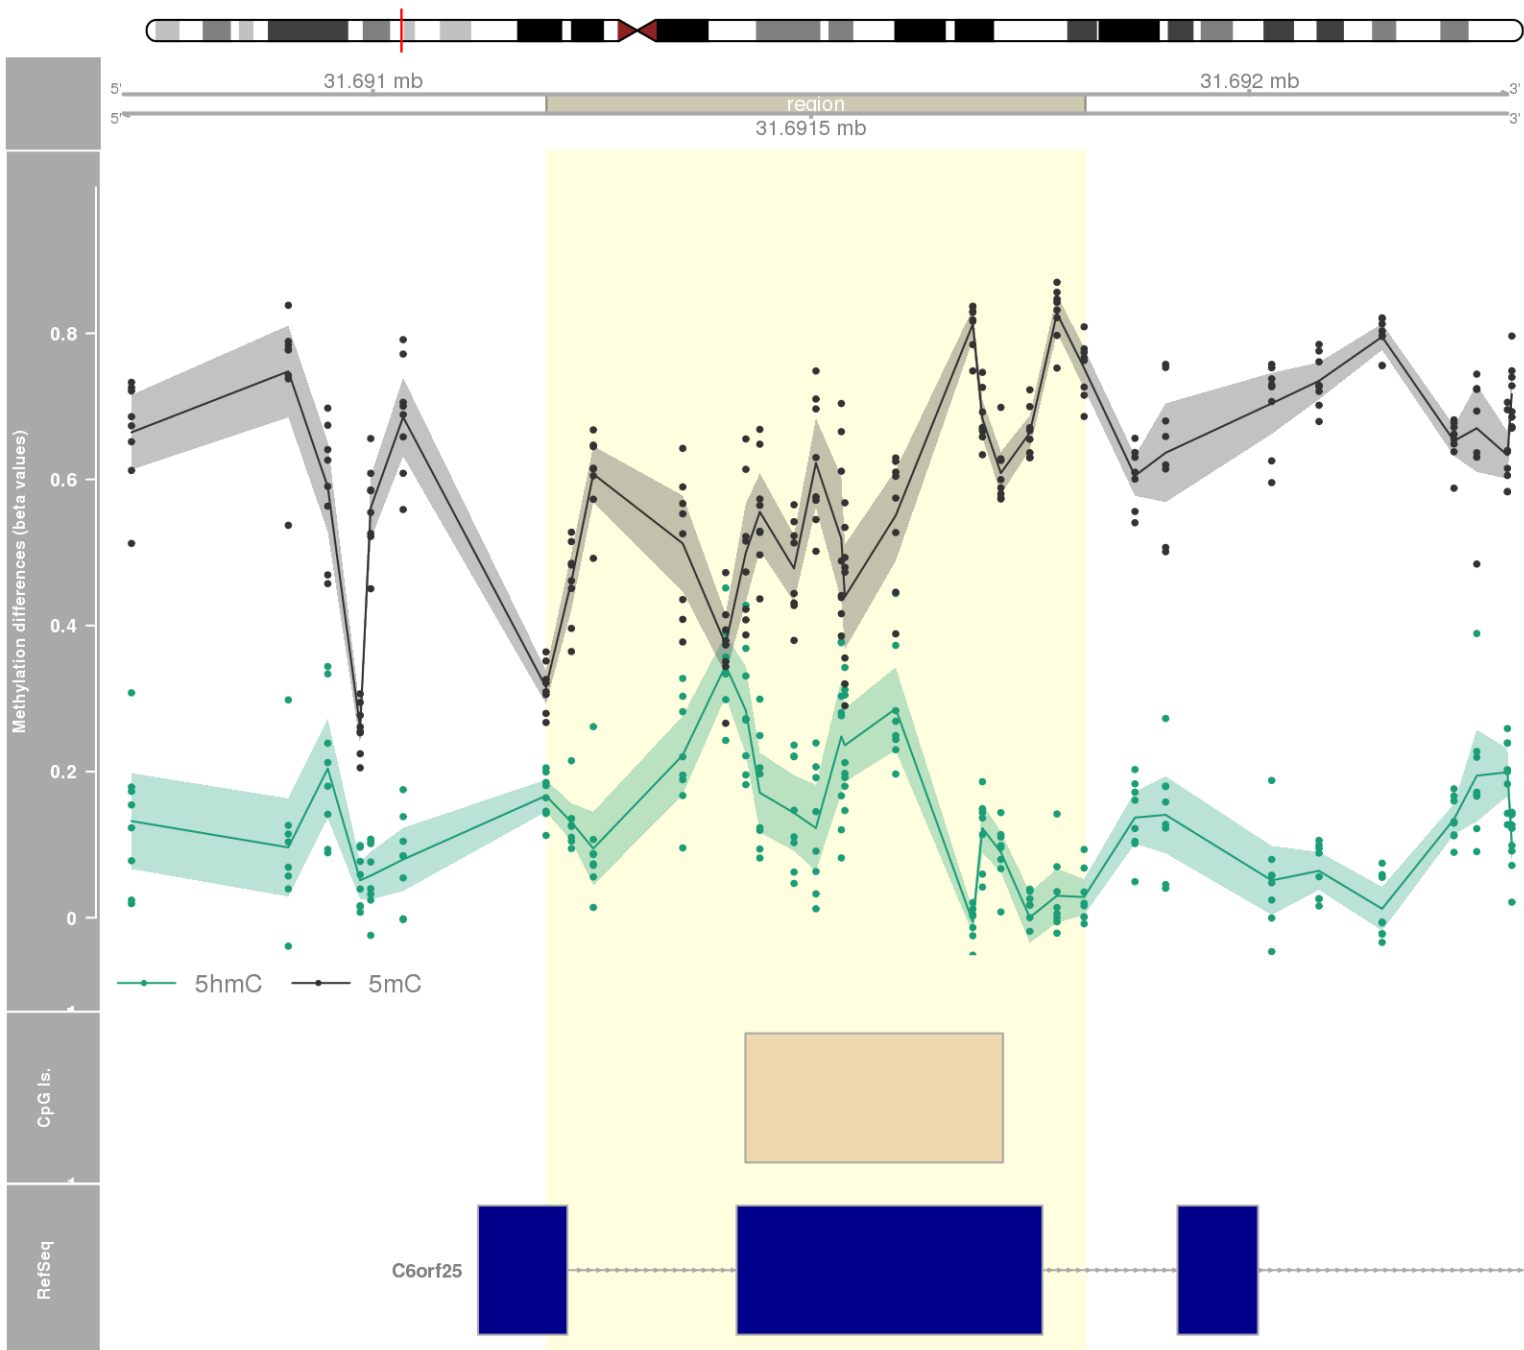 31.691 mb
31.692 mb
5'
3'
region
5'
3'
31.6915 mb
Methylation differences (beta values)
0.8
0.6
0.4
0.2
0
5hmC
5mC
CpG Is.
RefSeq
C6orf25